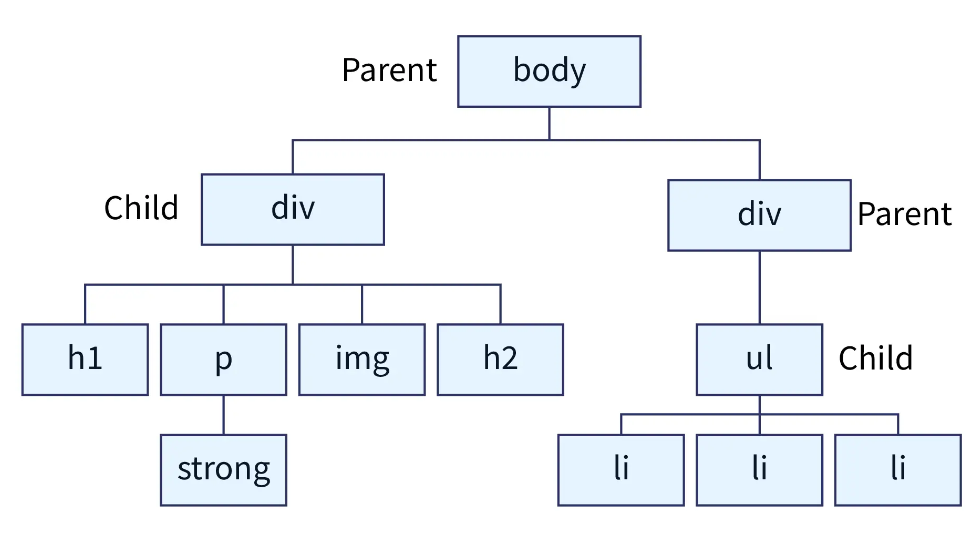 Parent body
Child div
div Parent
h1 p img h2
ul Child
strong
li li li